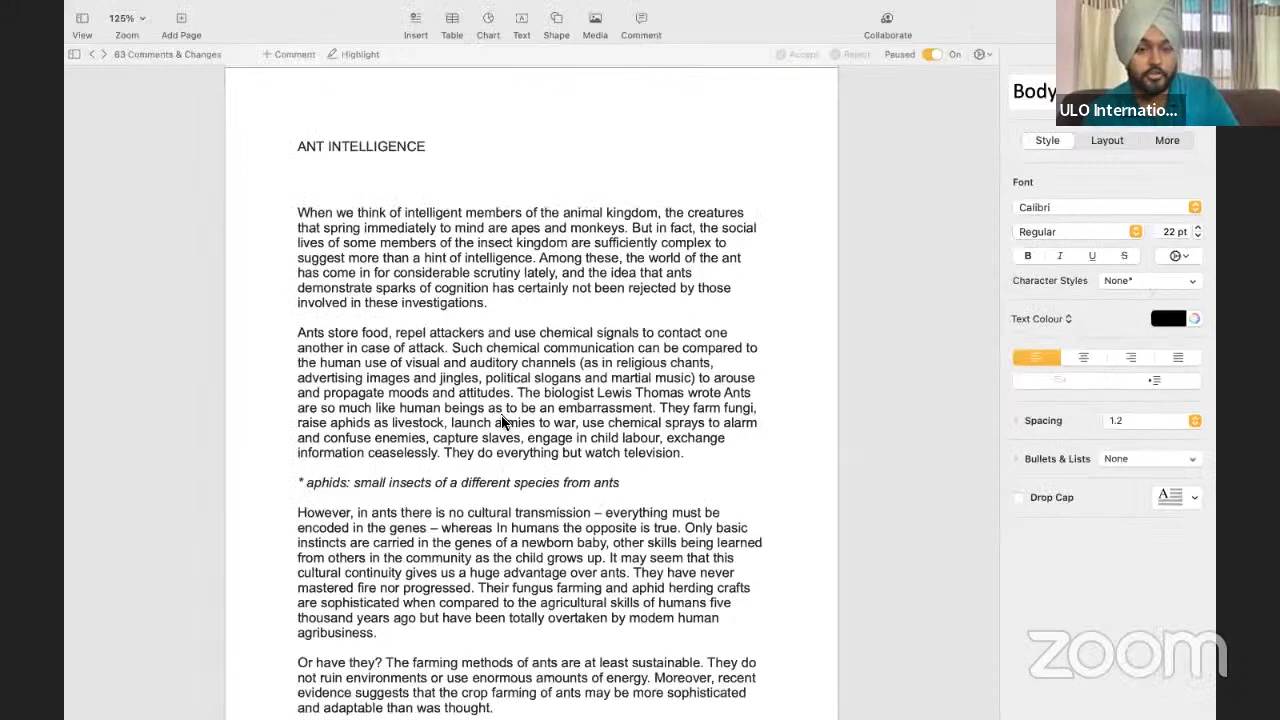 125%
View
Zoom
Add Page
Insert
Table
Chart
Text
Shape
Media
Comment
Collaborate
63 Comments & Changes
Comment
Highlight
Accept
Reject
Paused
On
ULO Internatio...
Body
Style
Layout
More
Font
Calibri
Regular
22 pt
B I U S
Character Styles
None*
Text Colour
Spacing
1.2
Bullets & Lists
None
Drop Cap
A
ANT INTELLIGENCE
When we think of intelligent members of the animal kingdom, the creatures
that spring immediately to mind are apes and monkeys. But in fact, the social
lives of some members of the insect kingdom are sufficiently complex to
suggest more than a hint of intelligence. Among these, the world of the ant
has come in for considerable scrutiny lately, and the idea that ants
demonstrate sparks of cognition has certainly not been rejected by those
involved in these investigations.
Ants store food, repel attackers and use chemical signals to contact one
another in case of attack. Such chemical communication can be compared to
the human use of visual and auditory channels (as in religious chants,
advertising images and jingles, political slogans and martial music) to arouse
and propagate moods and attitudes. The biologist Lewis Thomas wrote Ants
are so much like human beings as to be an embarrassment. They farm fungi,
raise aphids as livestock, launch armies to war, use chemical sprays to alarm
and confuse enemies, capture slaves, engage in child labour, exchange
information ceaselessly. They do everything but watch television.
* aphids: small insects of a different species from ants
However, in ants there is no cultural transmission – everything must be
encoded in the genes – whereas In humans the opposite is true. Only basic
instincts are carried in the genes of a newborn baby, other skills being learned
from others in the community as the child grows up. It may seem that this
cultural continuity gives us a huge advantage over ants. They have never
mastered fire nor progressed. Their fungus farming and aphid herding crafts
are sophisticated when compared to the agricultural skills of humans five
thousand years ago but have been totally overtaken by modem human
agribusiness.
Or have they? The farming methods of ants are at least sustainable. They do
not ruin environments or use enormous amounts of energy. Moreover, recent
evidence suggests that the crop farming of ants may be more sophisticated
and adaptable than was thought.
zoom